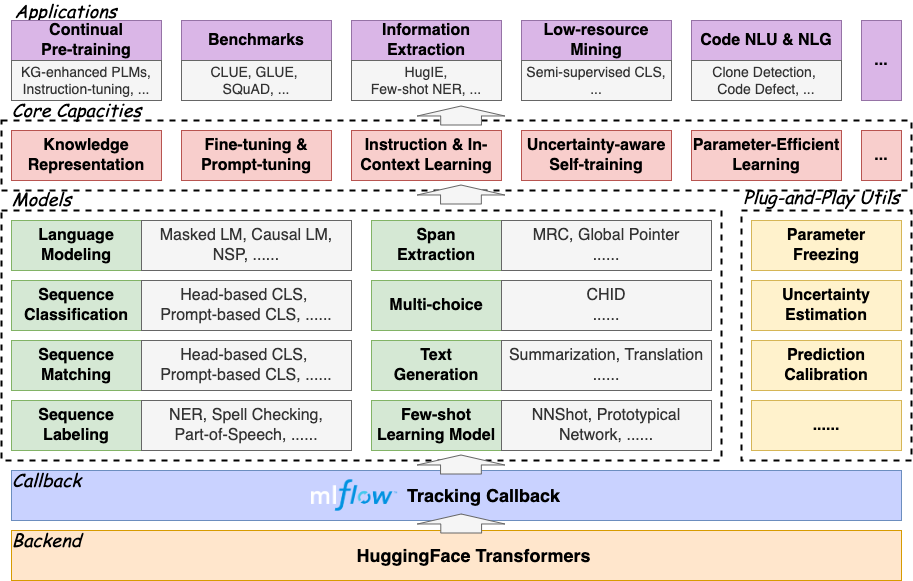 Applications
Continual
Pre-training
KG-enhanced PLMs,
Instruction-tuning, ...
Benchmarks
CLUE, GLUE,
SQuAD, ...
Information
Extraction
HugIE,
Few-shot NER, ...
Low-resource
Mining
Semi-supervised CLS,
...
Code NLU & NLG
Clone Detection,
Code Defect, ...
...
Core Capacities
Knowledge
Representation
Fine-tuning &
Prompt-tuning
Instruction & In-
Context Learning
Uncertainty-aware
Self-training
Parameter-Efficient
Learning
...
Models
Language
Modeling
Masked LM, Causal LM,
NSP, ......
Span
Extraction
MRC, Global Pointer
......
Sequence
Classification
Head-based CLS,
Prompt-based CLS, ......
Multi-choice
CHID
......
Sequence
Matching
Head-based CLS,
Prompt-based CLS, ......
Text
Generation
Summarization, Translation
......
Sequence
Labeling
NER, Spell Checking,
Part-of-Speech, ......
Few-shot
Learning Model
NNShot, Prototypical
Network, ......
Plug-and-Play Utils
Parameter
Freezing
Uncertainty
Estimation
Prediction
Calibration
......
Callback
mlflow Tracking Callback
Backend
HuggingFace Transformers